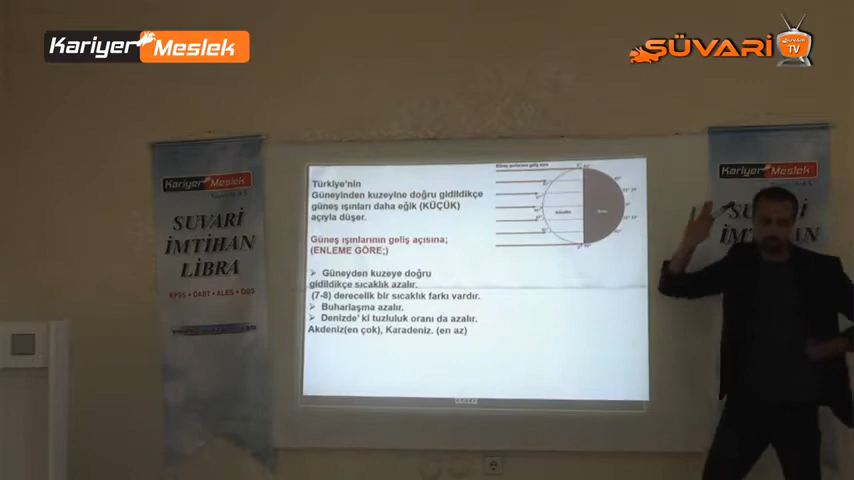 Kariyer Meslek
SÜVARİ
SÜVARİ
TV
Kariyer Meslek
SUVARİ
İMTİHAN
LİBRA
KPSS • ÖABT • ALES • DGS
Türkiye'nin
Güneyinden kuzeyine doğru gidildikçe
güneş ışınları daha eğik (KÜÇÜK)
açıyla düşer.
Güneş ışınlarının geliş açısına;
(ENLEME GÖRE;)
➢ Güneyden kuzeye doğru
gidildikçe sıcaklık azalır.
(7-8) derecelik bir sıcaklık farkı vardır.
➢ Buharlaşma azalır.
➢ Denizde' ki tuzluluk oranı da azalır.
Akdeniz(en çok), Karadeniz. (en az)
Kariyer Meslek